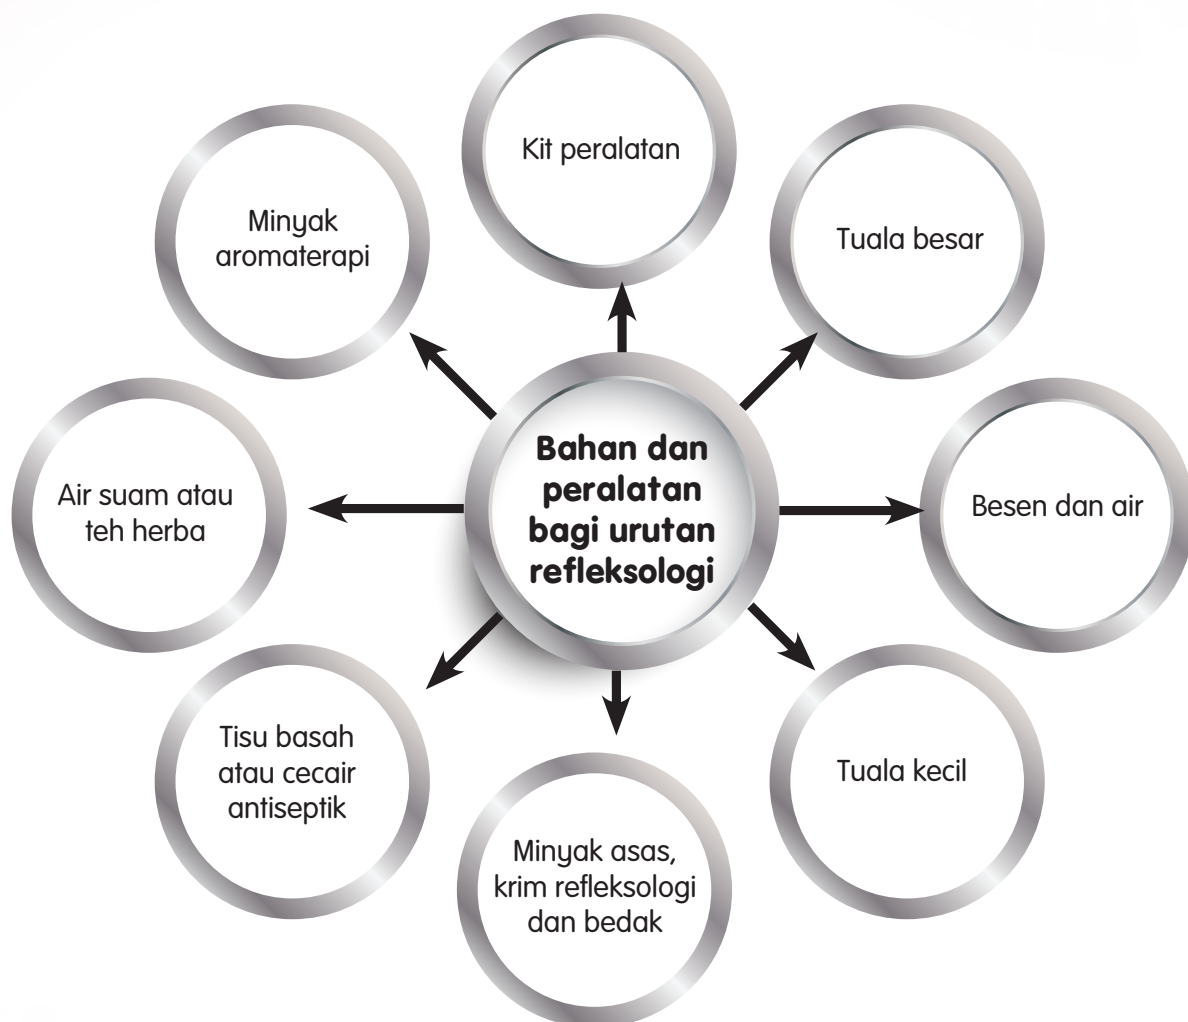 Kit peralatan
Minyak
aromaterapi
Tuala besar
Bahan dan
peralatan
bagi urutan
refleksologi
Air suam atau
teh herba
Besen dan air
Tisu basah
atau cecair
antiseptik
Tuala kecil
Minyak asas,
krim refleksologi
dan bedak